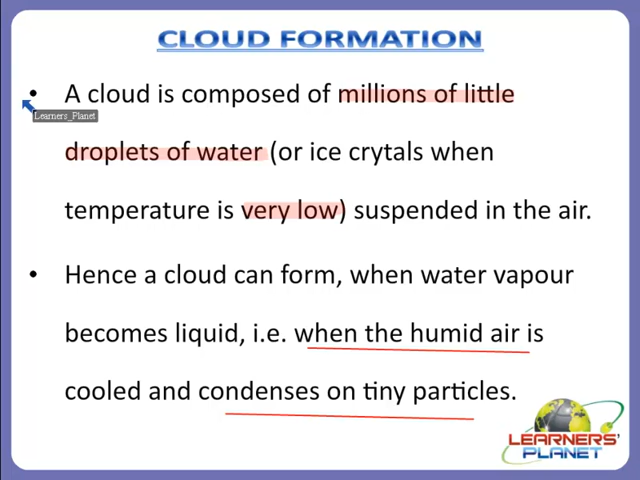 CLOUD FORMATION
• A cloud is composed of millions of little
Learners_Planet
droplets of water (or ice crytals when
temperature is very low) suspended in the air.
• Hence a cloud can form, when water vapour
becomes liquid, i.e. when the humid air is
cooled and condenses on tiny particles.
LEARNERS'
PLANET